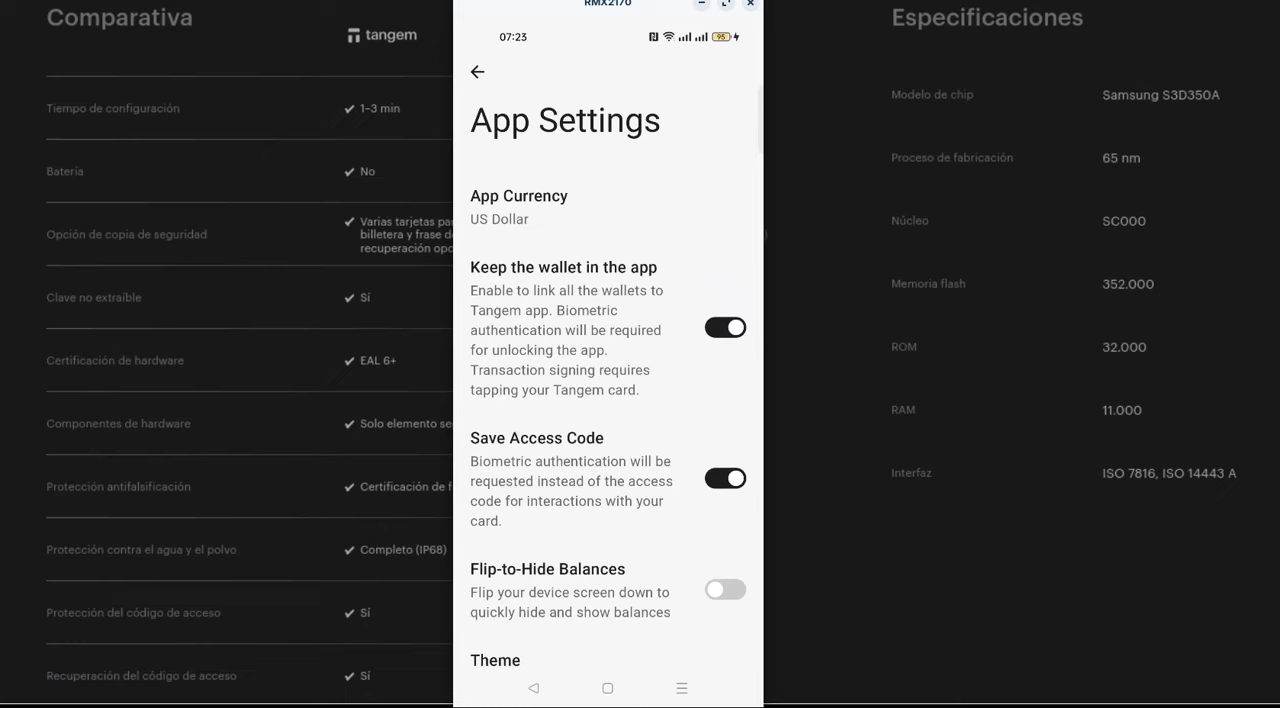 Comparativa
tangem
Tiempo de configuración
1-3 min
Batería
No
Opción de copia de seguridad
Varias tarjetas
billetera y frase
recuperación
Clave no extraíble
Sí
Certificación de hardware
EAL 6+
Componentes de hardware
Solo elemento
Protección antifalsificación
Certificación de
Protección contra el agua y el polvo
Completo (IP68)
Protección del código de acceso
Sí
Recuperación del código de acceso
Sí
RMX2170
07:23
95
App Settings
App Currency
US Dollar
Keep the wallet in the app
Enable to link all the wallets to
Tangem app. Biometric
authentication will be required
for unlocking the app.
Transaction signing requires
tapping your Tangem card.
Save Access Code
Biometric authentication will be
requested instead of the access
code for interactions with your
card.
Flip-to-Hide Balances
Flip your device screen down to
quickly hide and show balances
Theme
Especificaciones
Modelo de chip
Samsung S3D350A
Proceso de fabricación
65 nm
Núcleo
SC000
Memoria flash
352.000
ROM
32.000
RAM
11.000
Interfaz
ISO 7816, ISO 14443 A